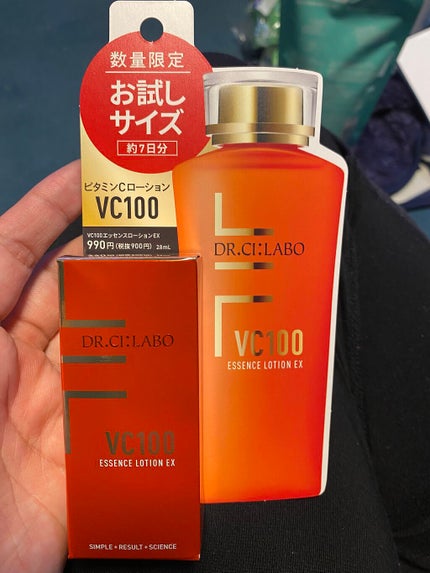 数量限定
お試し
サイズ
約7日分
ビタミンCローション
VC100
VC100エッセンスローションEX
990円(税抜900円) 28mL
DR.CI:LABO
VC100
ESSENCE LOTION EX
DR.CI:LABO
VC100
ESSENCE LOTION EX
SIMPLE+RESULT+SCIENCE